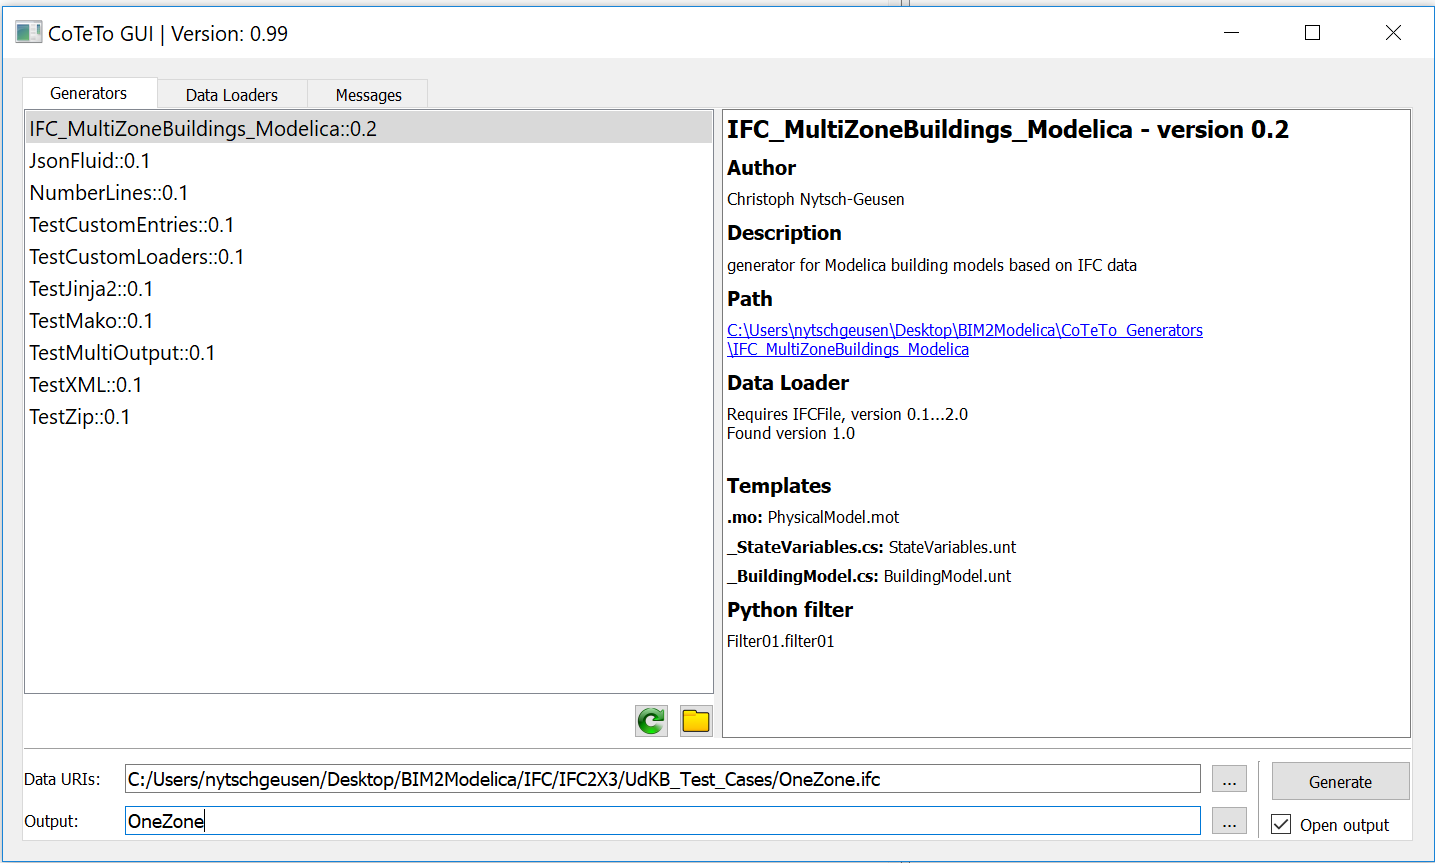 CoTeTo GUI | Version: 0.99
Generators
Data Loaders
Messages
IFC_MultiZoneBuildings_Modelica::0.2
JsonFluid::0.1
NumberLines::0.1
TestCustomEntries::0.1
TestCustomLoaders::0.1
TestJinja2::0.1
TestMako::0.1
TestMultiOutput::0.1
TestXML::0.1
TestZip::0.1
IFC_MultiZoneBuildings_Modelica - version 0.2
Author
Christoph Nytsch-Geusen
Description
generator for Modelica building models based on IFC data
Path
C:\Users\nytschgeusen\Desktop\BIM2Modelica\CoTeTo_Generators
\IFC_MultiZoneBuildings_Modelica
Data Loader
Requires IFCFile, version 0.1...2.0
Found version 1.0
Templates
.mo: PhysicalModel.mot
_StateVariables.cs: StateVariables.unt
_BuildingModel.cs: BuildingModel.unt
Python filter
Filter01.filter01
Data URIs:
C:/Users/nytschgeusen/Desktop/BIM2Modelica/IFC/IFC2X3/UdKB_Test_Cases/OneZone.ifc
...
Generate
Output:
OneZone
...
Open output